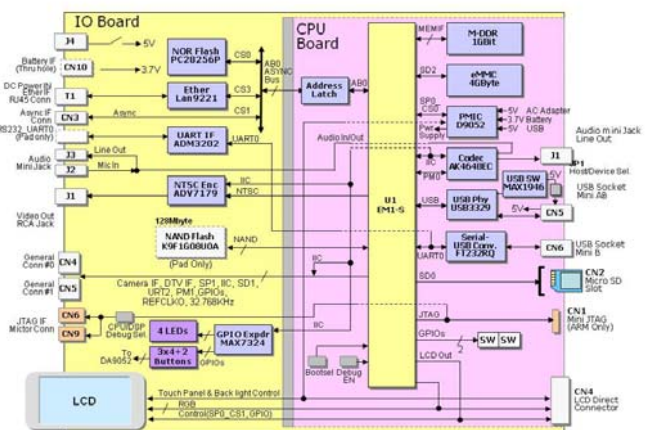 IO Board
CPU
Board
J4
5V
Battery IF
(Thru hole)
CN10
3.7V
NOR Flash
PC28256P
CS0
AB0
ASYNC
Bus
DC Power IN
Ether IF
RJ45 Conn
T1
Ether
Lan9221
CS3
Address
Latch
AB0
Async IF
Conn
CN3
Async
CS1
RS232_UART0
(Pad only)
UART IF
ADM3202
UART0
Audio In/Out
Audio
Mini Jack
J3
Line Out
J2
Mic In
NTSC Enc
ADV7179
IIC
NTSC
J1
Video Out
RCA Jack
128Mbyte
NAND Flash
K9F1G08U0A
(Pad Only)
NAND
General
Conn #0
CN4
IIC
General
Conn #1
CN5
Camera IF, DTV IF, SP1, IIC, SD1,
URT2, PM1,GPIOs,
REFCLKO, 32.768KHz
JTAG IF
Mictor Conn
CN6
CN9
CPU/DSP
Debug Sel.
4 LEDs
GPIO Expdr
MAX7324
IIC
To
DA9052
3x4+2
Buttons
GPIOs
U1
EM1-S
MEMIF
M-DDR
1GBit
SD2
eMMC
4GByte
SP0
CS0
PMIC
D9052
5V AC Adapter
3.7V Battery
5V USB
Pwr
Supply
IIC
Codec
AK4648EC
PM0
J1
Audio mini Jack
Line Out
JP1
Host/Device Sel.
USB SW
MAX1946
5V
USB
USB Phy
USB3329
5V
CN5
USB Socket
Mini AB
UART0
Serial-
USB Conv.
FT232RQ
CN6
USB Socket
Mini B
SD0
CN2
Micro SD
Slot
JTAG
CN1
Mini JTAG
(ARM Only)
GPIOs
2
SW SW
LCD Out
Bootsel
Debug
EN
LCD
Touch Panel & Back light Control
RGB
Control(SP0_CS1,GPIO)
CN4
LCD Direct
Connector